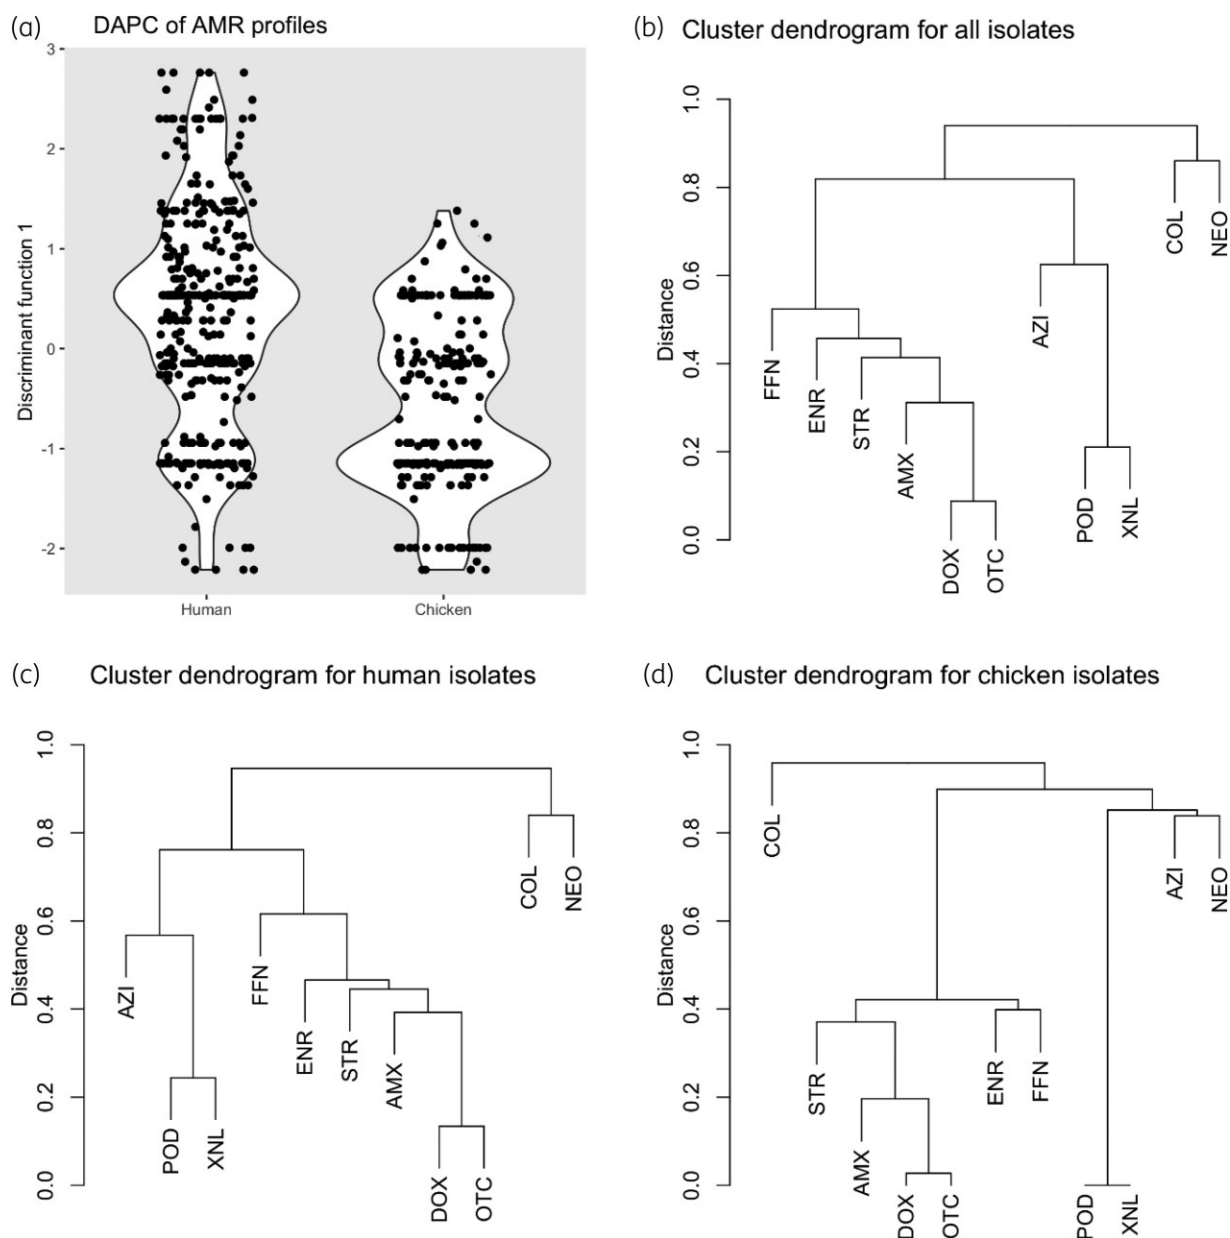 (a) DAPC of AMR profiles
3
2
1
0
-1
-2
Discriminant function 1
Human Chicken
(b) Cluster dendrogram for all isolates
1.0
0.8
0.6
0.4
0.2
0.0
Distance
FFN
ENR
STR
AMX
DOX
OTC
AZI
POD
XNL
COL
NEO
(c) Cluster dendrogram for human isolates
1.0
0.8
0.6
0.4
0.2
0.0
Distance
AZI
POD
XNL
FFN
ENR
STR
AMX
DOX
OTC
COL
NEO
(d) Cluster dendrogram for chicken isolates
1.0
0.8
0.6
0.4
0.2
0.0
Distance
COL
STR
AMX
DOX
OTC
ENR
FFN
POD
XNL
AZI
NEO